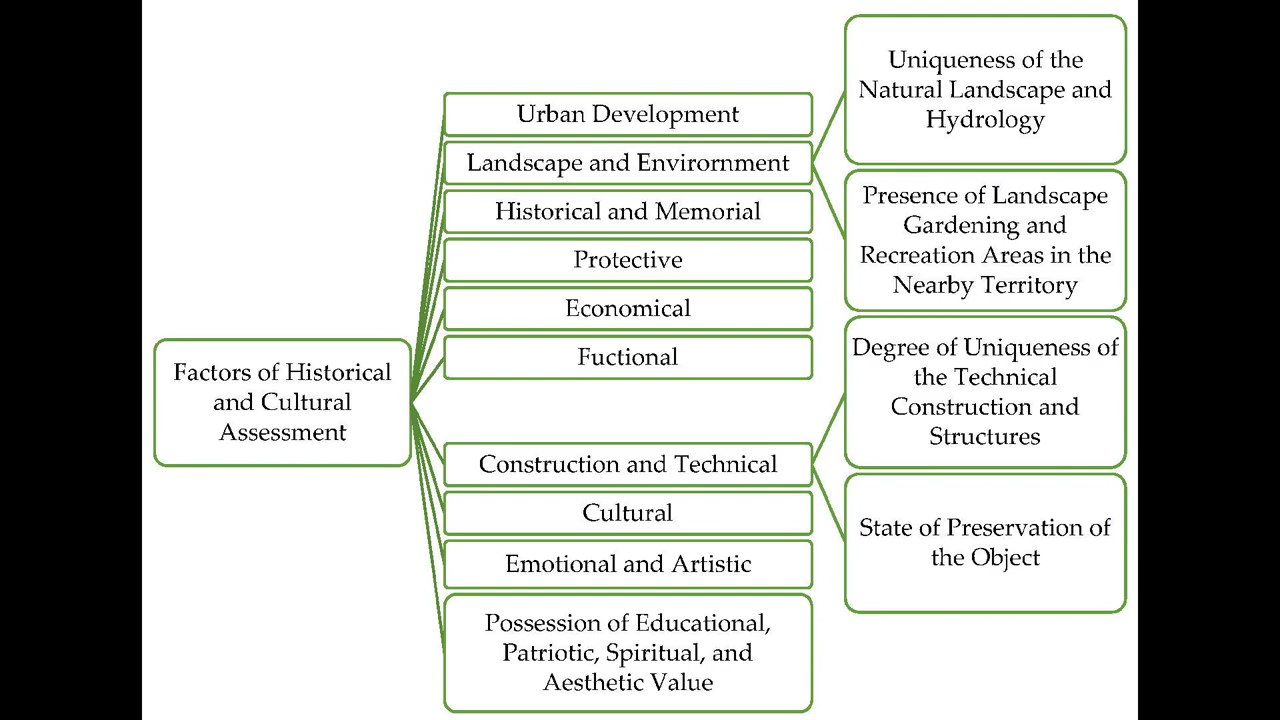 Factors of Historical
and Cultural
Assessment
Urban Development
Landscape and Envirornment
Historical and Memorial
Protective
Economical
Fuctional
Construction and Technical
Cultural
Emotional and Artistic
Possession of Educational,
Patriotic, Spiritual, and
Aesthetic Value
Uniqueness of the
Natural Landscape and
Hydrology
Presence of Landscape
Gardening and
Recreation Areas in the
Nearby Territory
Degree of Uniqueness of
the Technical
Construction and
Structures
State of Preservation of
the Object